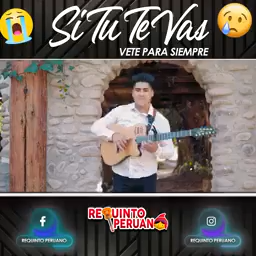 Si Tu Te Vas
VETE PARA SIEMPRE
REQUINTO
PERUANO
REQUINTO PERUANO
REQUINTO PERUANO